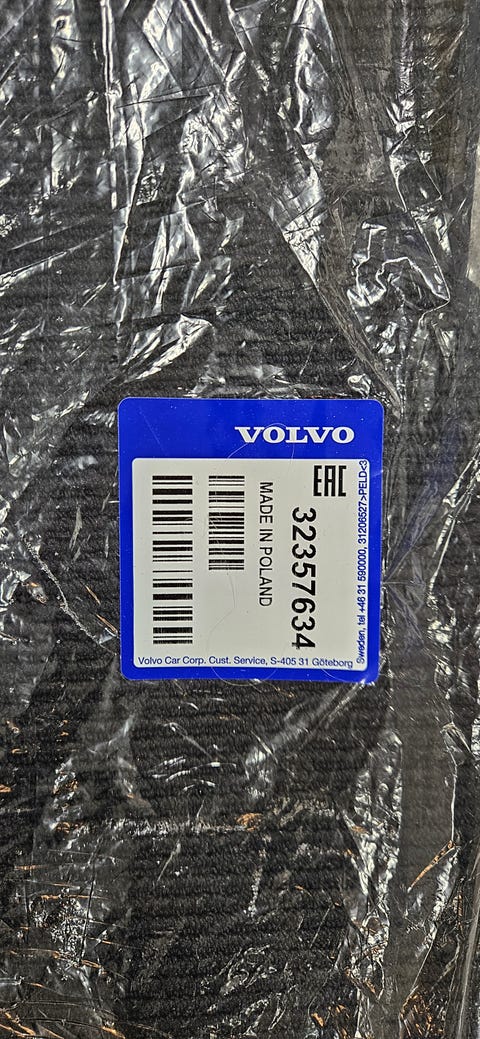 VOLVO
EAC
32357634
MADE IN POLAND
Volvo Car Corp. Cust. Service, S-405 31 Göteborg
Sweden, tel +46 31 590000, 31206527>PELD<3